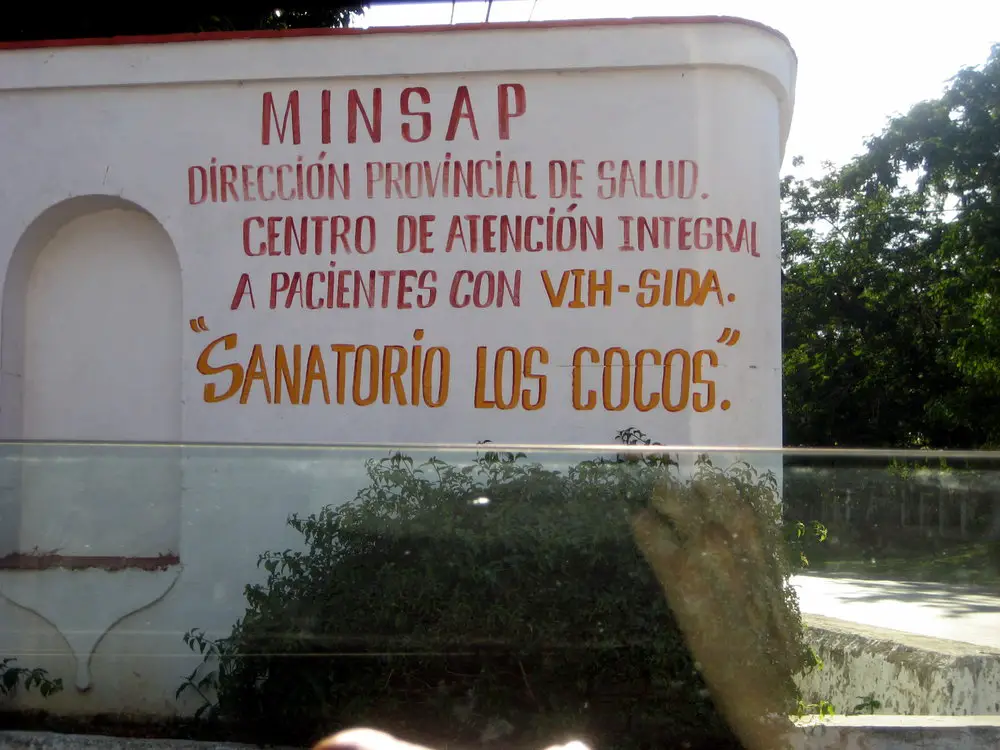 MINSAP
DIRECCIÓN PROVINCIAL DE SALUD.
CENTRO DE ATENCIÓN INTEGRAL
A PACIENTES CON VIH-SIDA.
"SANATORIO LOS COCOS."